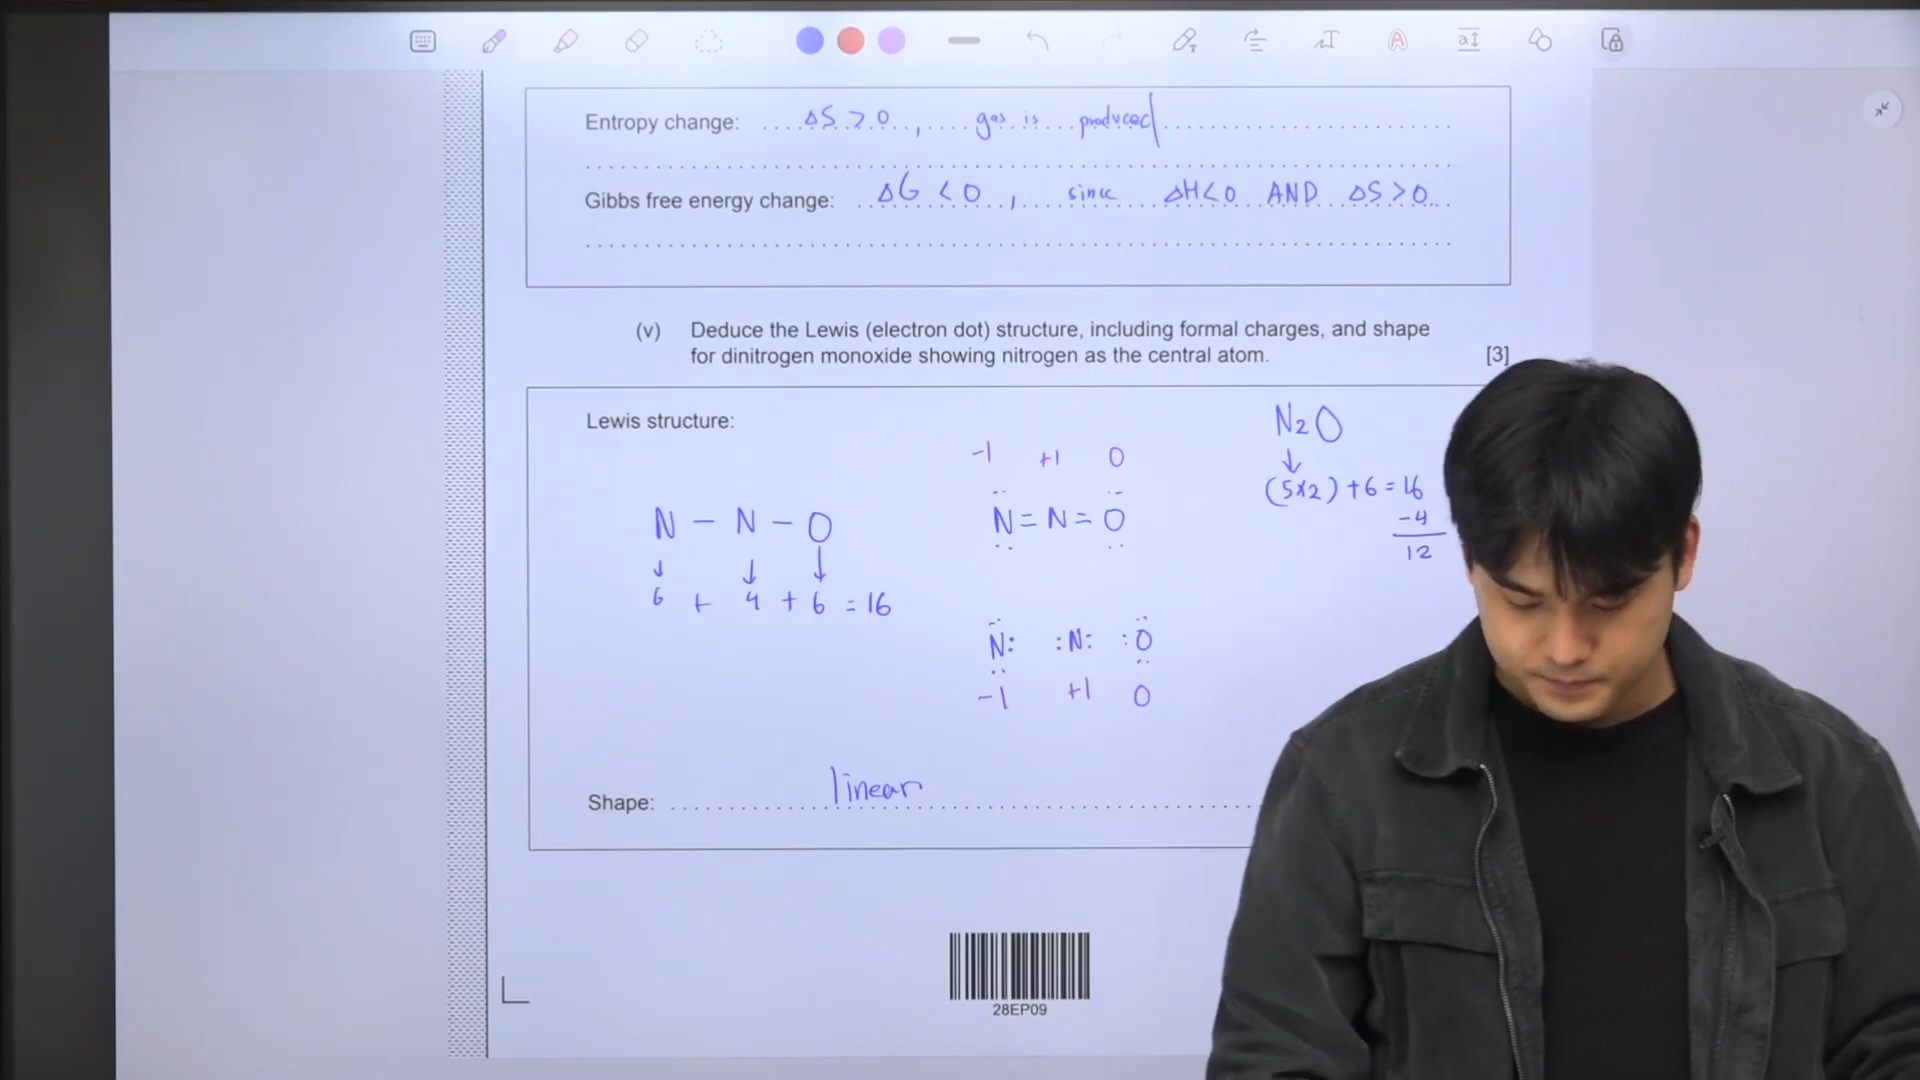 Entropy change: ΔS > 0, gas is produced
Gibbs free energy change: ΔG < 0, since ΔH < 0 AND ΔS > 0
(v) Deduce the Lewis (electron dot) structure, including formal charges, and shape
for dinitrogen monoxide showing nitrogen as the central atom. [3]
Lewis structure:
N2O
(5×2) + 6 = 16
-4
12
-1 +1 0
N = N = O
N - N - O
6 + 4 + 6 = 16
N: :N: :O
-1 +1 0
Shape: linear
28EP09